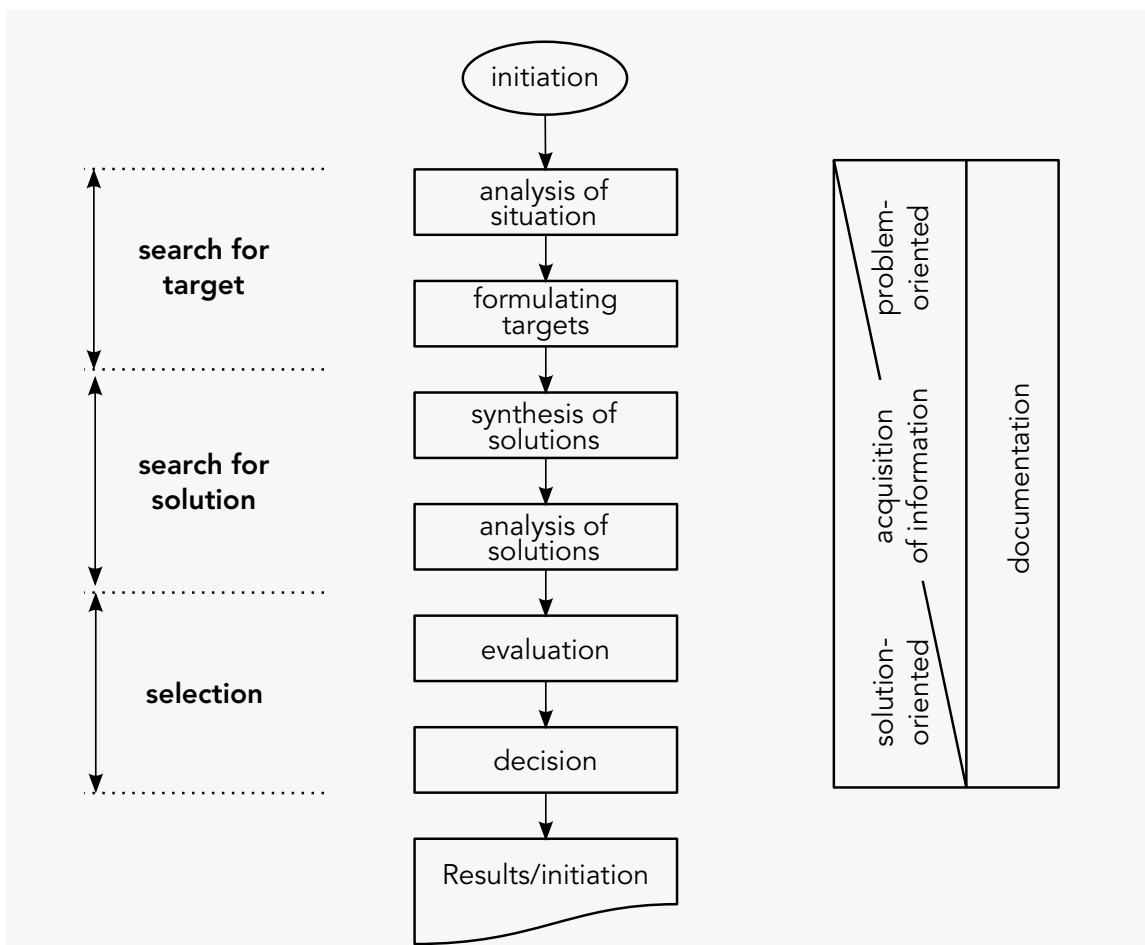 initiation
analysis of
situation
formulating
targets
synthesis of
solutions
analysis of
solutions
evaluation
decision
Results/initiation
search for
target
search for
solution
selection
problem-
oriented
acquisition
of information
solution-
oriented
documentation